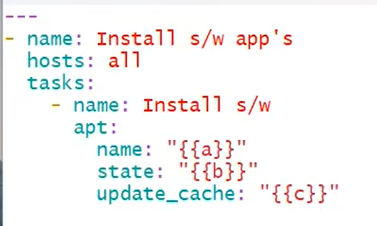 ---
- name: Install s/w app's
hosts: all
tasks:
- name: Install s/w
apt:
name: "{{a}}"
state: "{{b}}"
update_cache: "{{c}}"